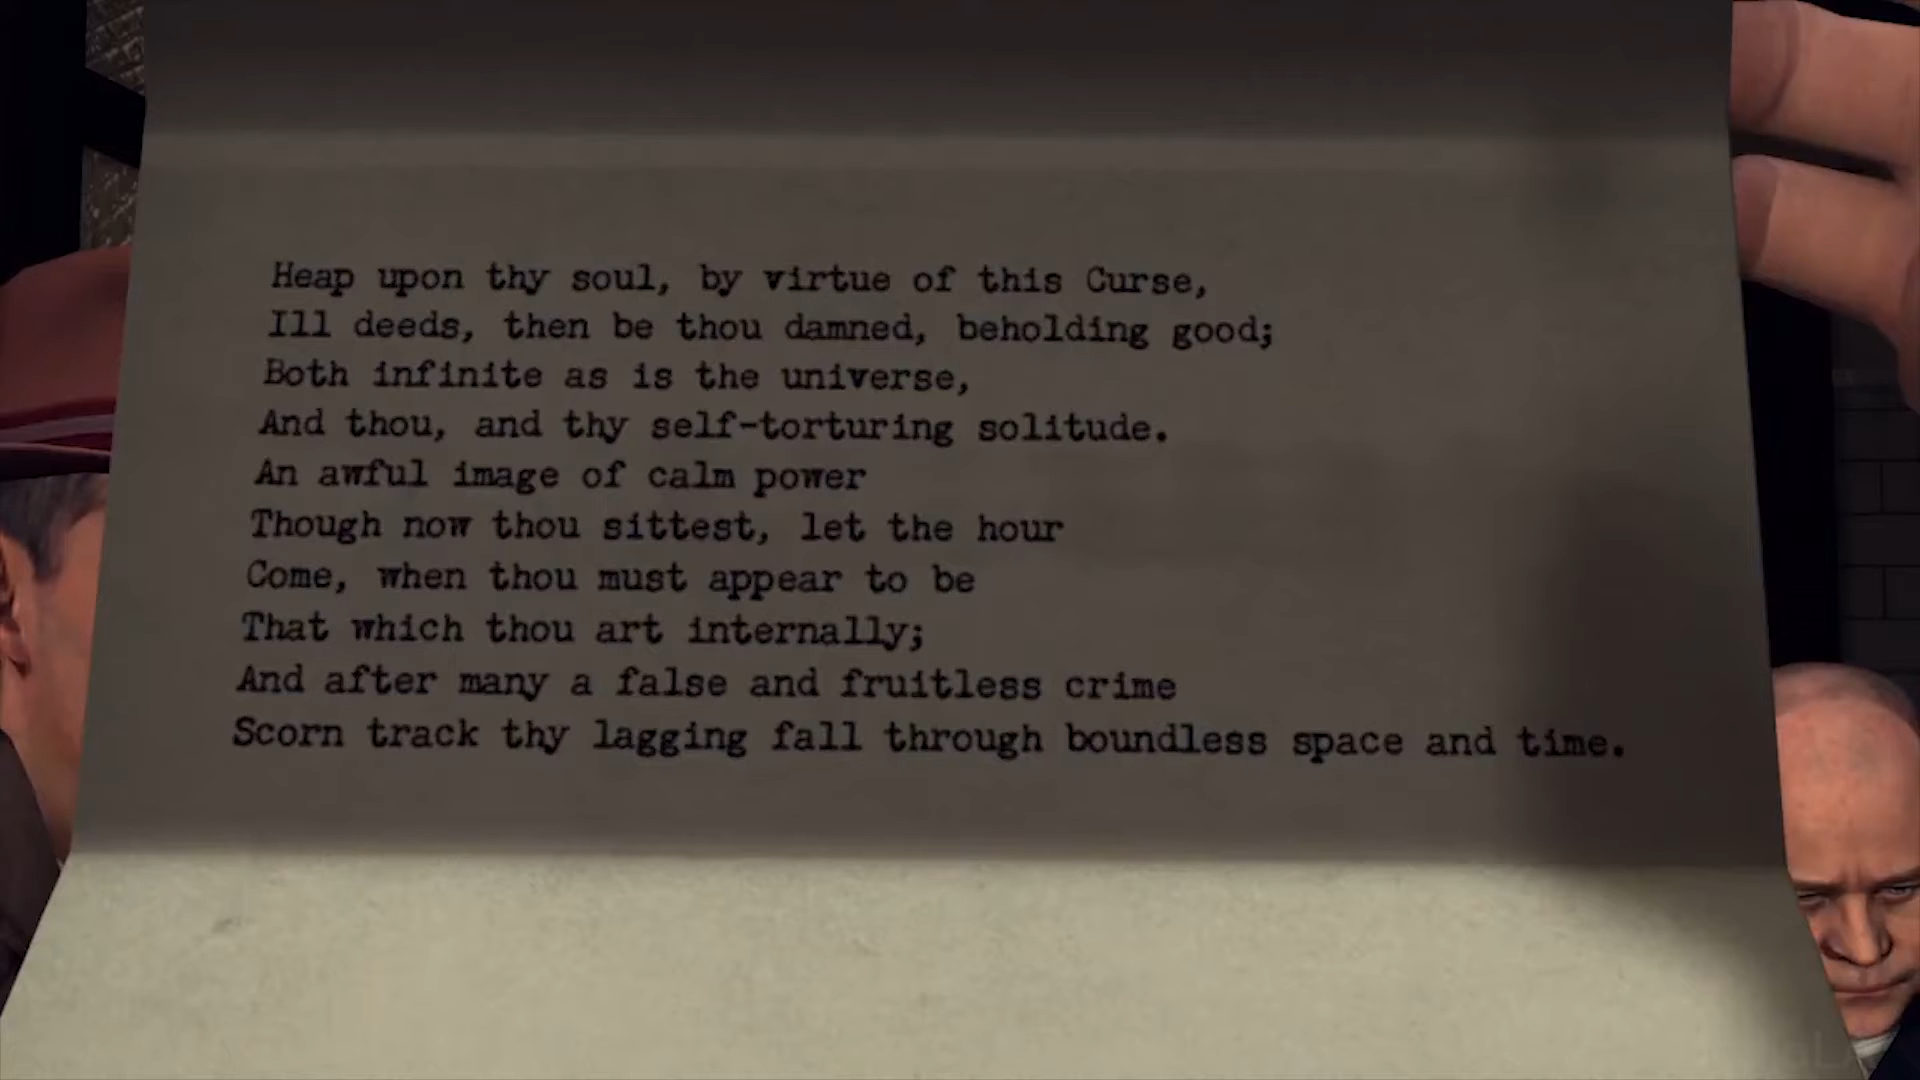 Heap upon thy soul, by virtue of this Curse,
Ill deeds, then be thou damned, beholding good;
Both infinite as is the universe,
And thou, and thy self-torturing solitude.
An awful image of calm power
Though now thou sittest, let the hour
Come, when thou must appear to be
That which thou art internally;
And after many a false and fruitless crime
Scorn track thy lagging fall through boundless space and time.